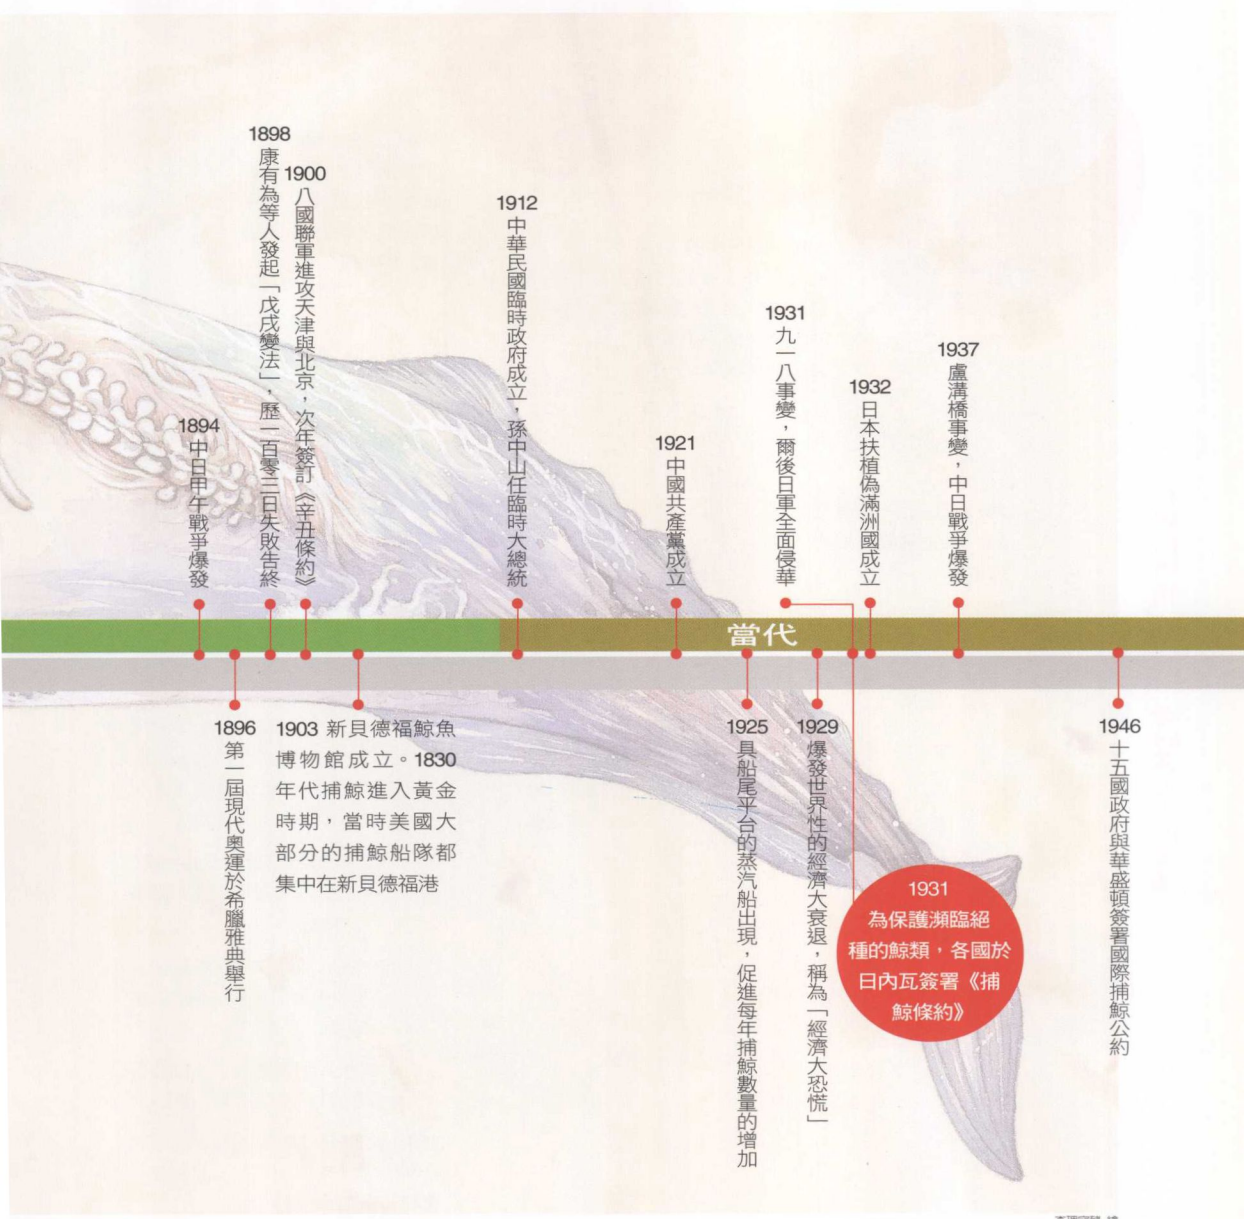 1898
康有為等人發起「戊戌變法」，歷一百零三日失敗告終
1900
八國聯軍進攻天津與北京，次年簽訂《辛丑條約》
1912
中華民國臨時政府成立，孫中山任臨時大總統
1931
九一八事變，爾後日軍全面侵華
1937
盧溝橋事變，中日戰爭爆發
1932
日本扶植偽滿洲國成立
1894
中日甲午戰爭爆發
1921
中國共產黨成立
當代
1896
第一屆現代奧運於希臘雅典舉行
1903 新貝德福鯨魚
博物館成立。1830
年代捕鯨進入黃金
時期，當時美國大
部分的捕鯨船隊都
集中在新貝德福港
1925
具船尾平台的蒸汽船出現，促進每年捕鯨數量的增加
1929
爆發世界性的經濟大衰退，稱為「經濟大恐慌」
1931
為保護瀕臨絕
種的鯨類，各國於
日內瓦簽署《捕
鯨條約》
1946
十五國政府與華盛頓簽署國際捕鯨公約